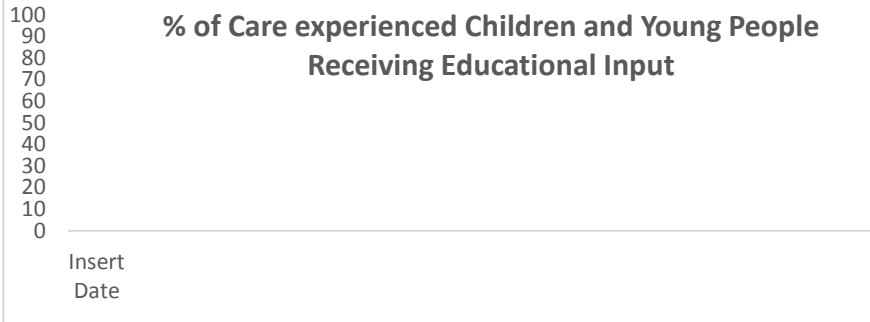 % of Care experienced Children and Young People
Receiving Educational Input
100
90
80
70
60
50
40
30
20
10
0
Insert
Date